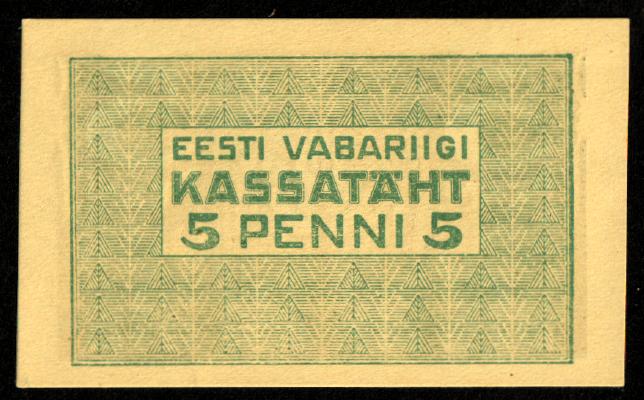 EESTI VABARIIGI
KASSATÄHT
5 PENNI 5